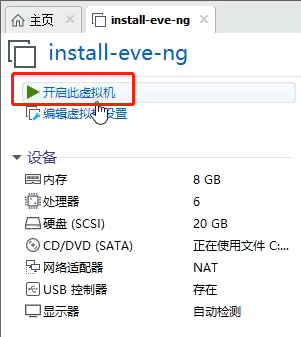 主页
install-eve-ng
install-eve-ng
开启此虚拟机
编辑虚拟机设置
设备
内存 8 GB
处理器 6
硬盘 (SCSI) 20 GB
CD/DVD (SATA) 正在使用文件 C:...
网络适配器 NAT
USB 控制器 存在
显示器 自动检测